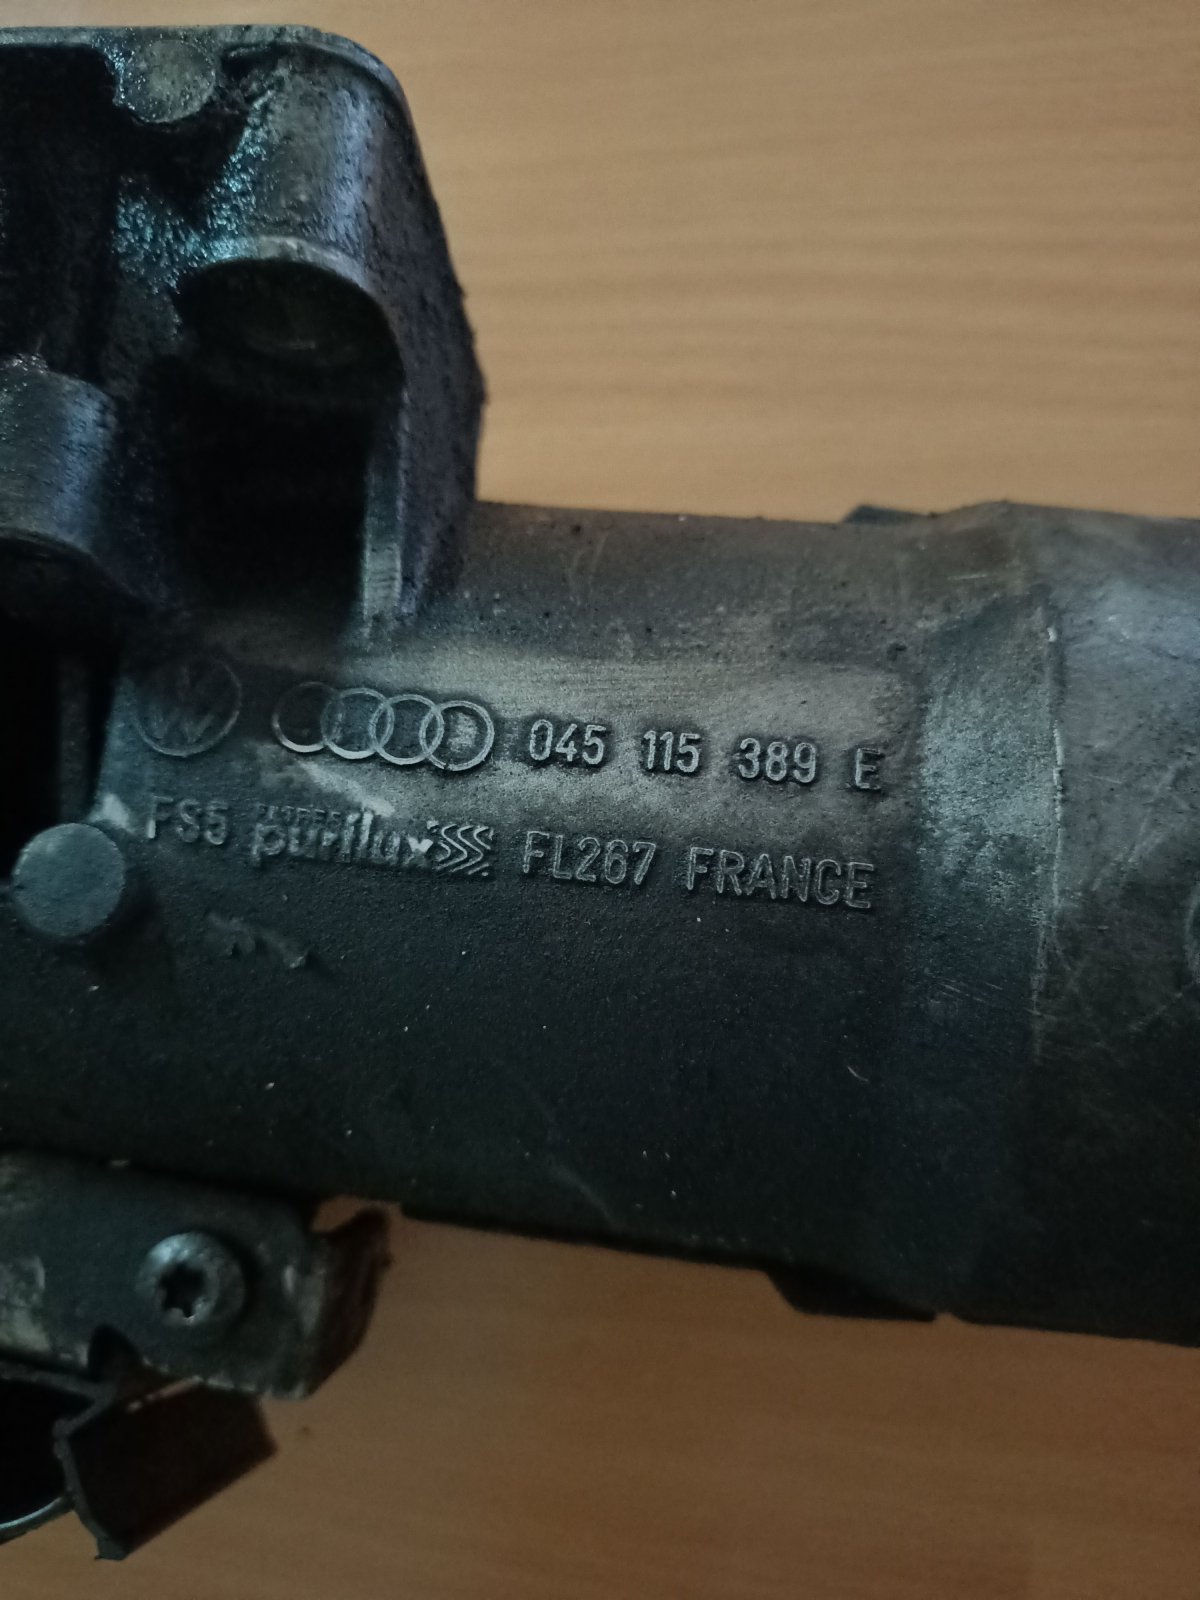 045 115 389 E
FS5 purflux FL267 FRANCE